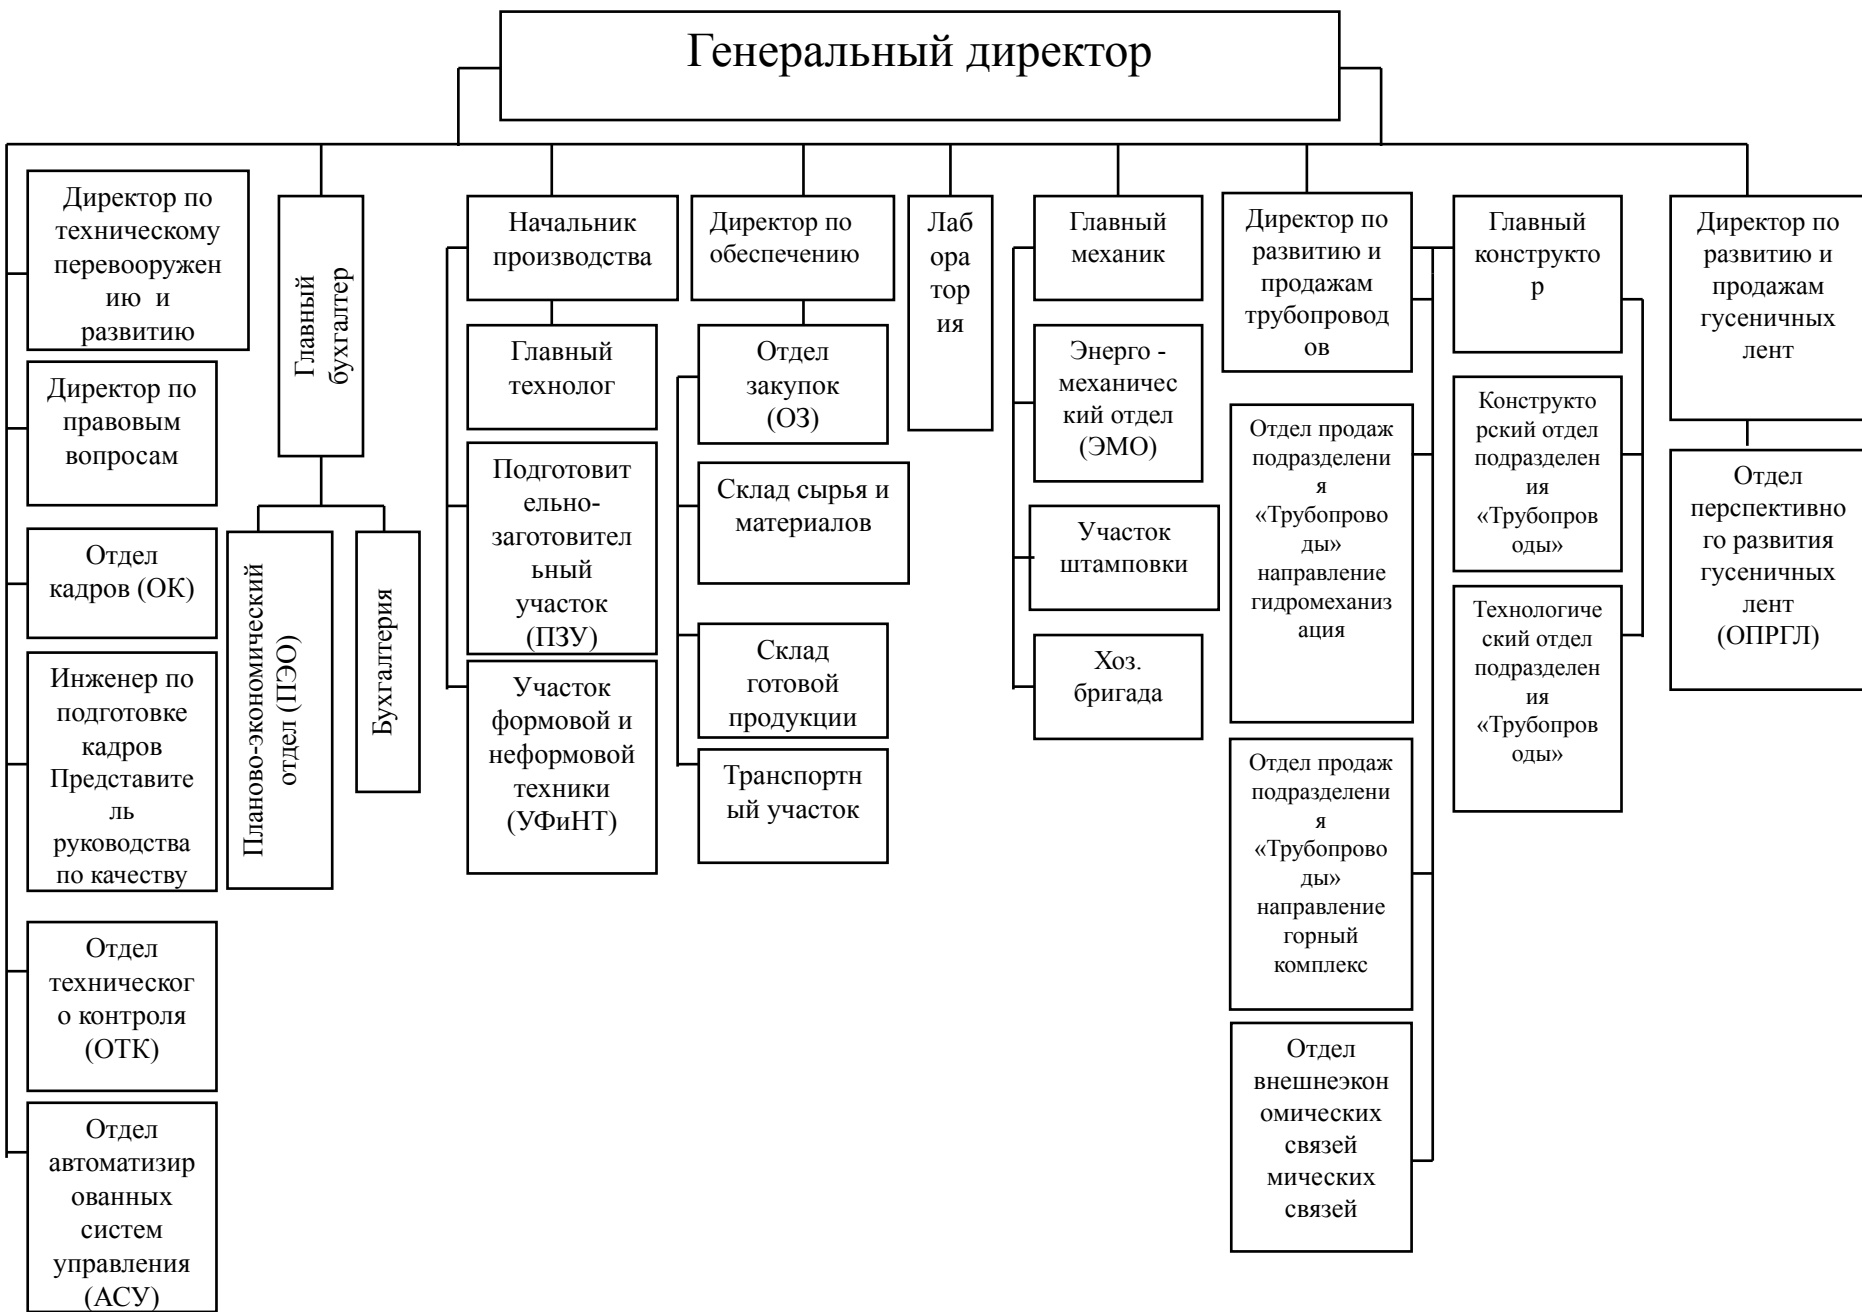 Генеральный директор
Директор по
техническому
перевооружен
ию и
развитию
Директор по
правовым
вопросам
Отдел
кадров (ОК)
Инженер по
подготовке
кадров
Представите
ль
руководства
по качеству
Отдел
техническог
о контроля
(ОТК)
Отдел
автоматизир
ованных
систем
управления
(АСУ)
Главный
бухгалтер
Планово-экономический
отдел (ПЭО)
Бухгалтерия
Начальник
производства
Главный
технолог
Подготовит
ельно-
заготовител
ьный
участок
(ПЗУ)
Участок
формовой и
неформовой
техники
(УФиНТ)
Директор по
обеспечению
Отдел
закупок
(ОЗ)
Склад сырья и
материалов
Склад
готовой
продукции
Транспортн
ый участок
Лаб
ора
тор
ия
Главный
механик
Энерго -
механичес
кий отдел
(ЭМО)
Участок
штамповки
Хоз.
бригада
Директор по
развитию и
продажам
трубопровод
ов
Отдел продаж
подразделени
я
«Трубопрово
ды»
направление
гидромеханиз
ация
Отдел продаж
подразделени
я
«Трубопрово
ды»
направление
горный
комплекс
Отдел
внешнеэкон
омических
связей
мических
связей
Главный
конструкто
р
Конструкто
рский отдел
подразделен
ия
«Трубопров
оды»
Технологиче
ский отдел
подразделен
ия
«Трубопров
оды»
Директор по
развитию и
продажам
гусеничных
лент
Отдел
перспективно
го развития
гусеничных
лент
(ОПРГЛ)